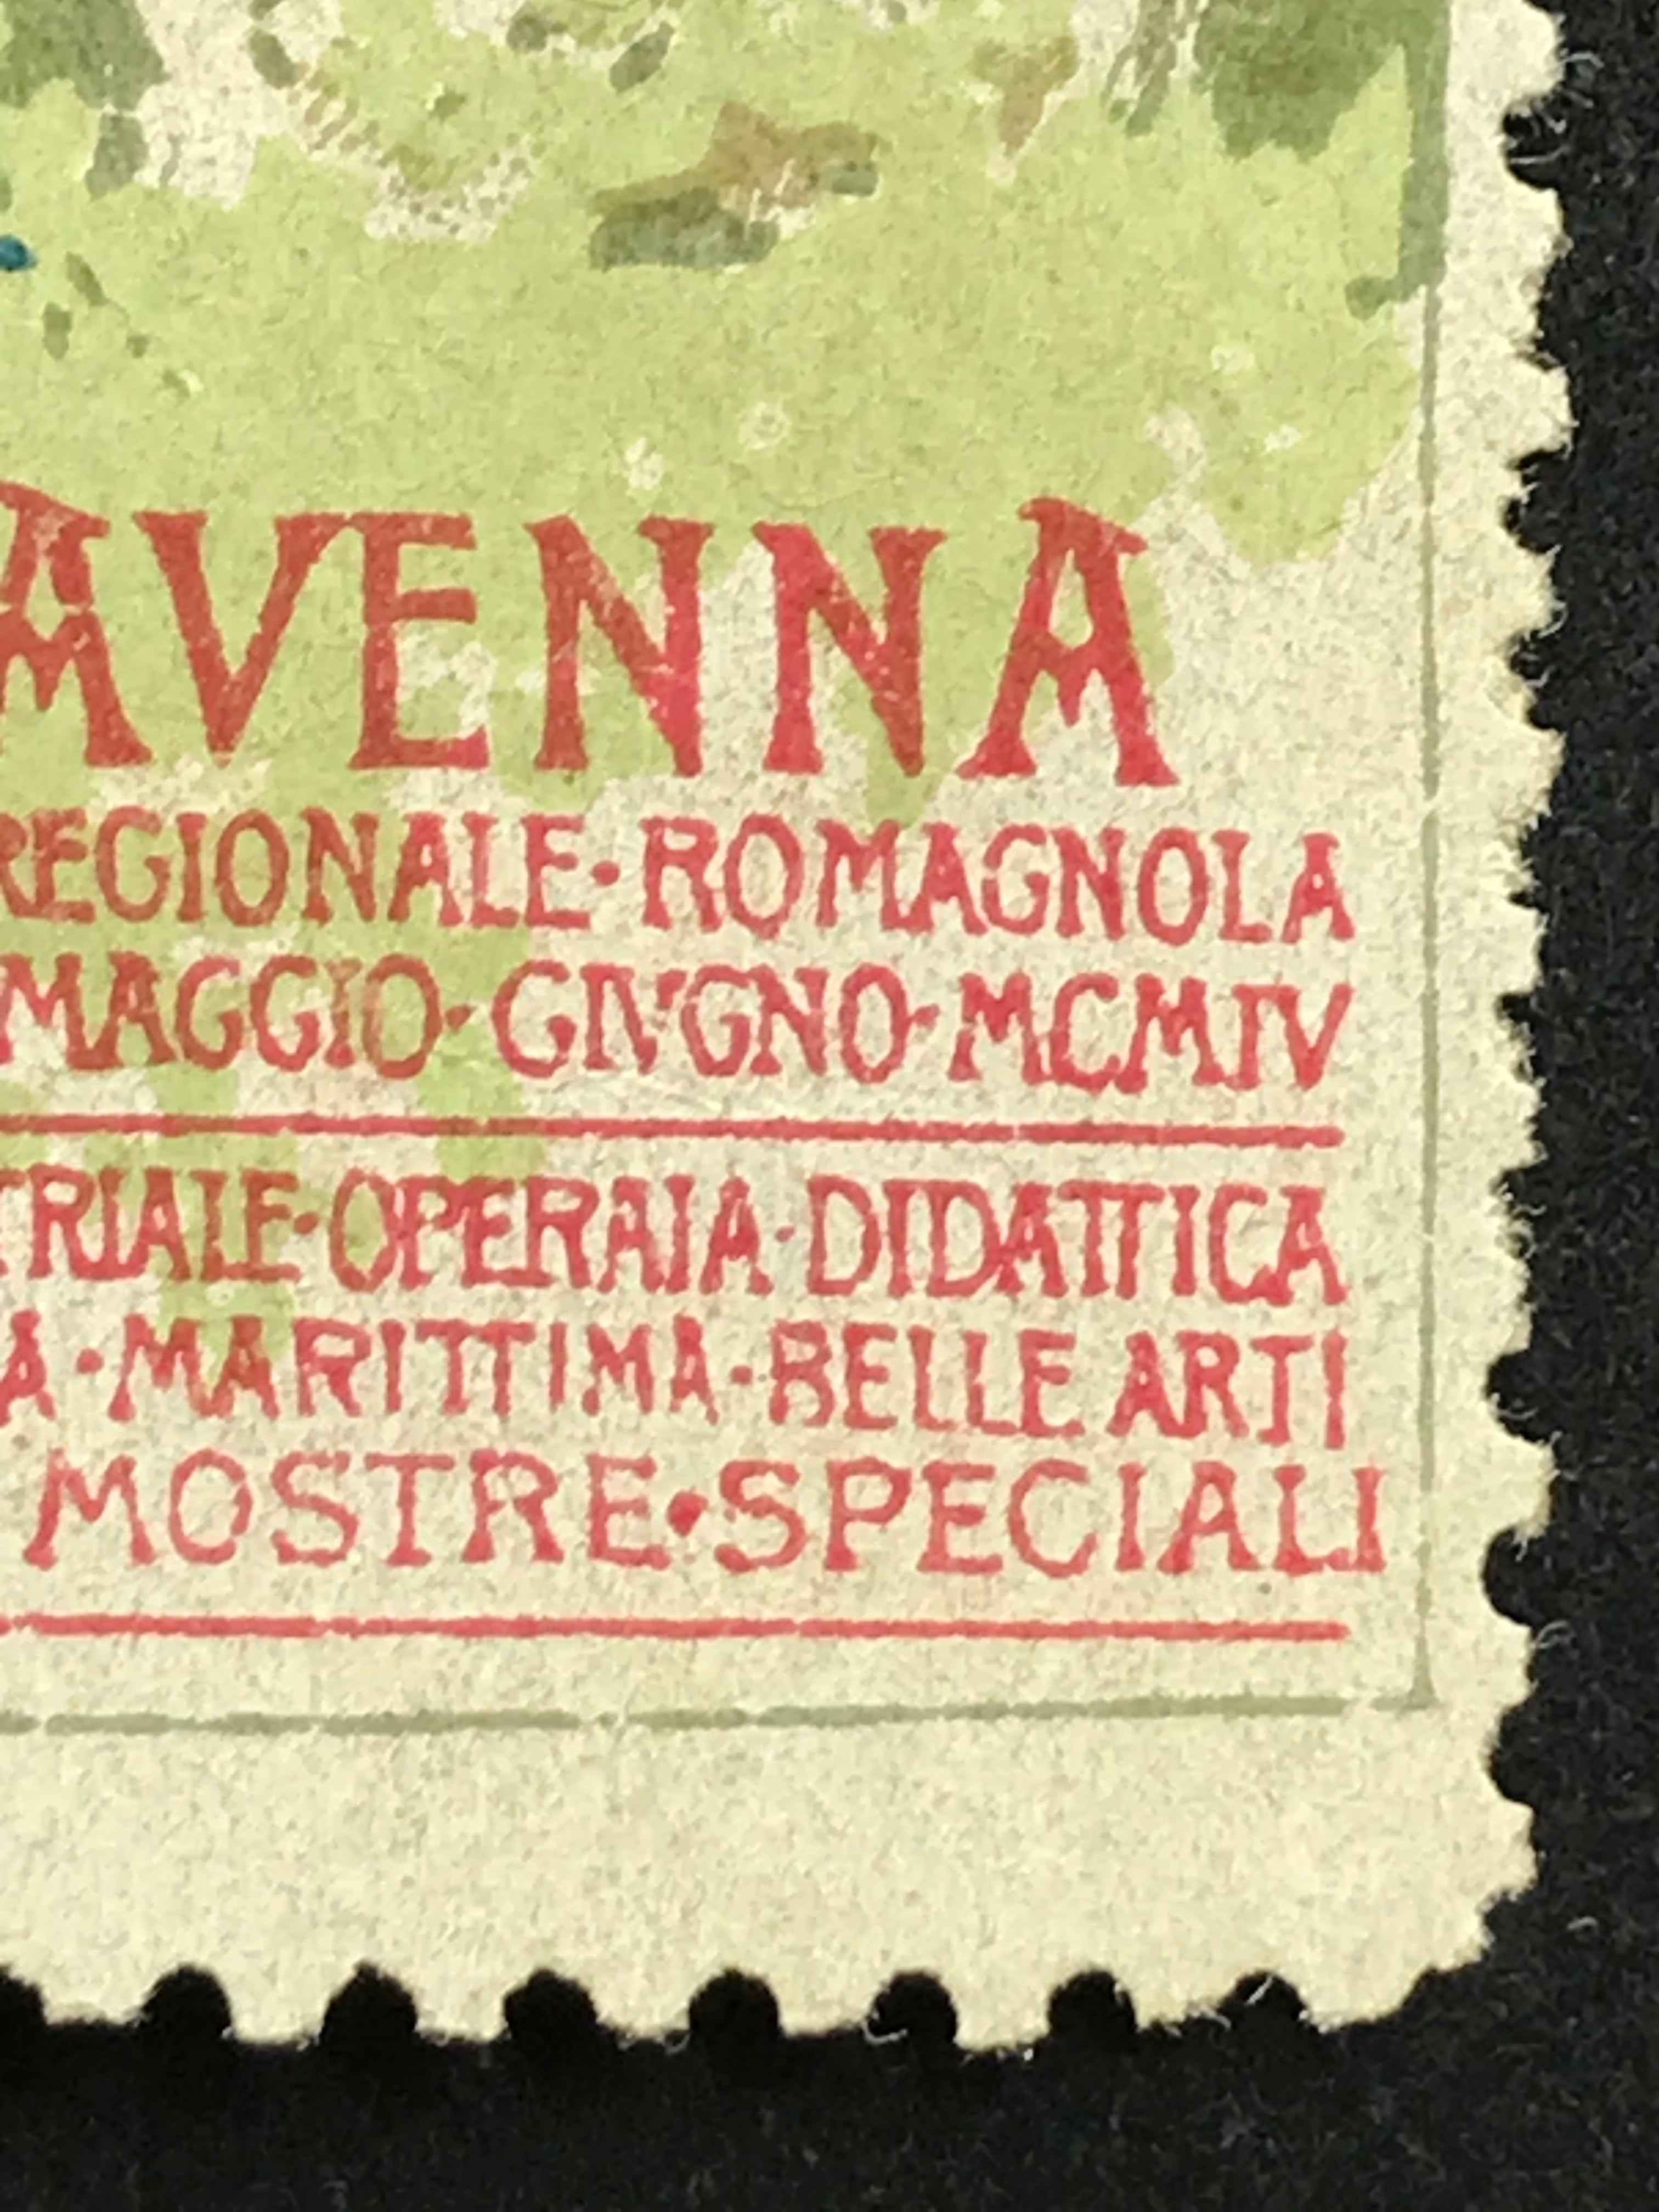 AVENNA
REGIONALE·ROMAGNOLA
MAGGIO·GIVGNO·MCMIV
TRIALE·OPERAIA·DIDATTICA
A·MARITTIMA·BELLE ARTI
MOSTRE·SPECIALI